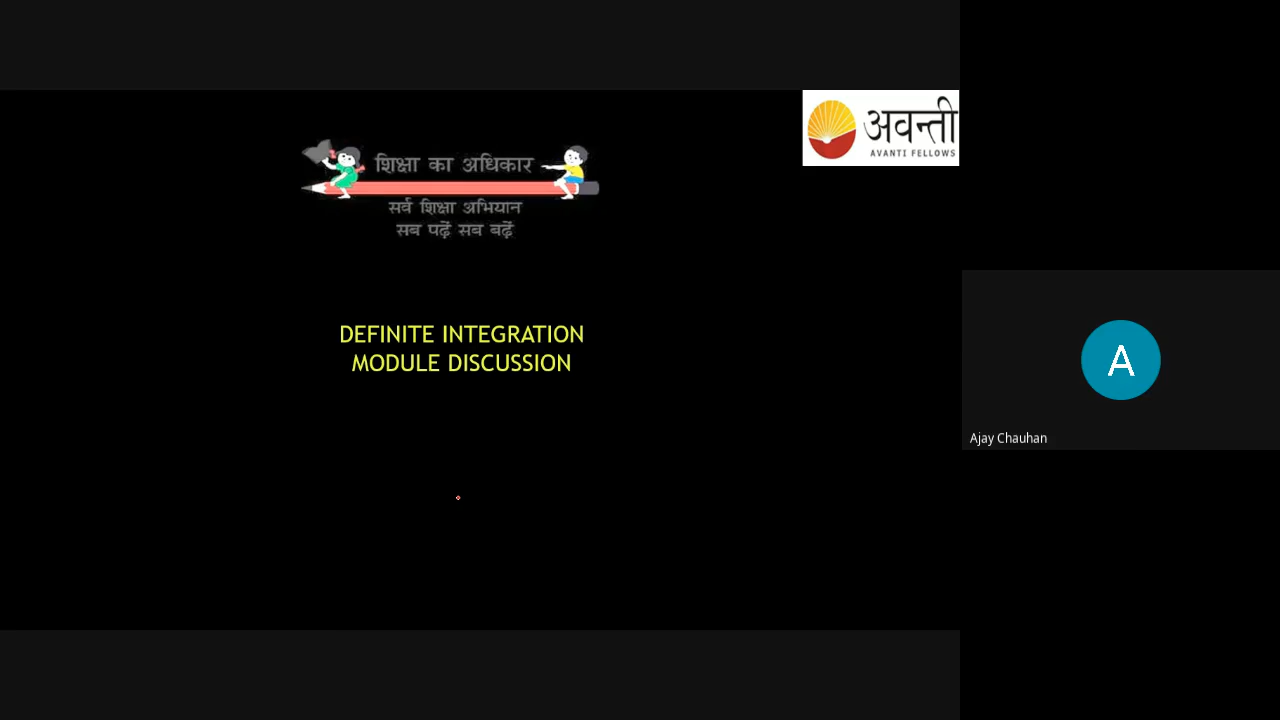 शिक्षा का अधिकार
सर्व शिक्षा अभियान
सब पढ़ें सब बढ़ें
अवन्ती
AVANTI FELLOWS
DEFINITE INTEGRATION
MODULE DISCUSSION
A
Ajay Chauhan